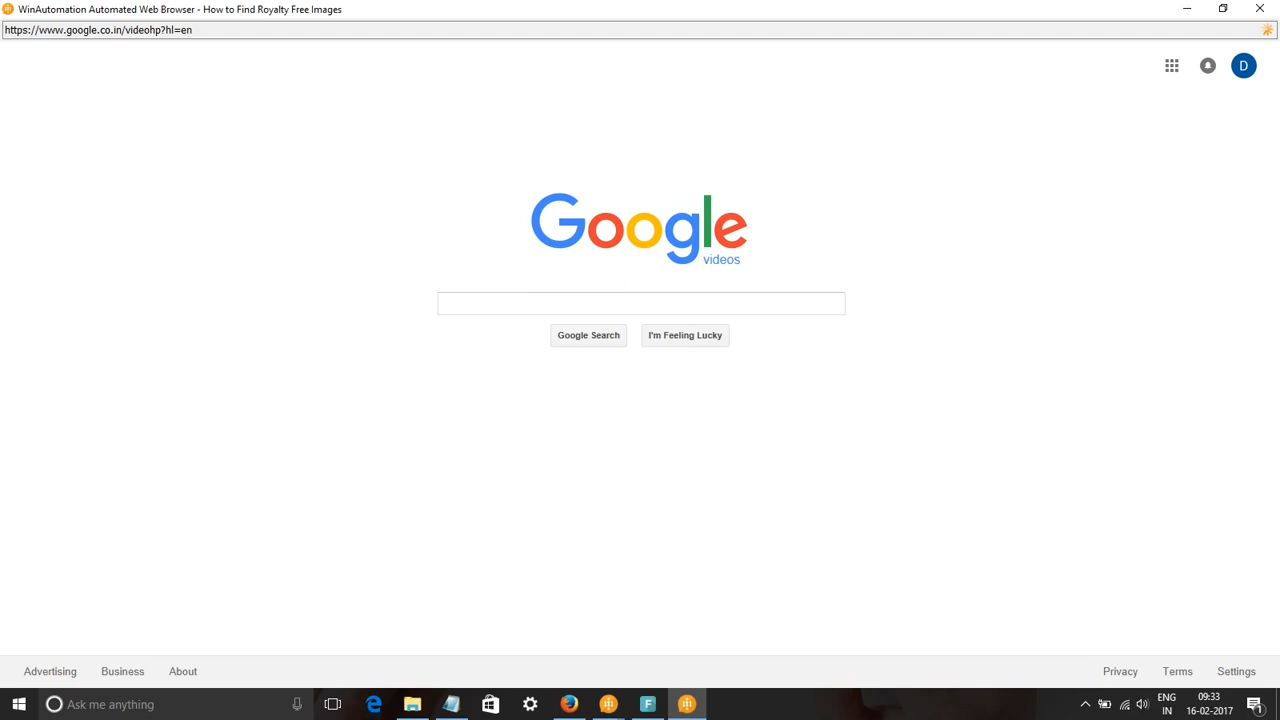 WinAutomation Automated Web Browser - How to Find Royalty Free Images
https://www.google.co.in/videohp?hl=en
D
Google
videos
Google Search
I'm Feeling Lucky
Advertising
Business
About
Privacy
Terms
Settings
Ask me anything
F
ENG
IN
09:33
16-02-2017
1